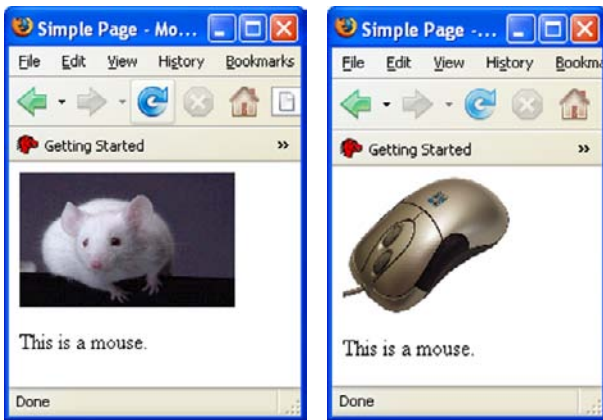 Simple Page - Mo...
File Edit View History Bookmarks
Getting Started »
This is a mouse.
Done
Simple Page -...
File Edit View History Bookm
Getting Started »
This is a mouse.
Done